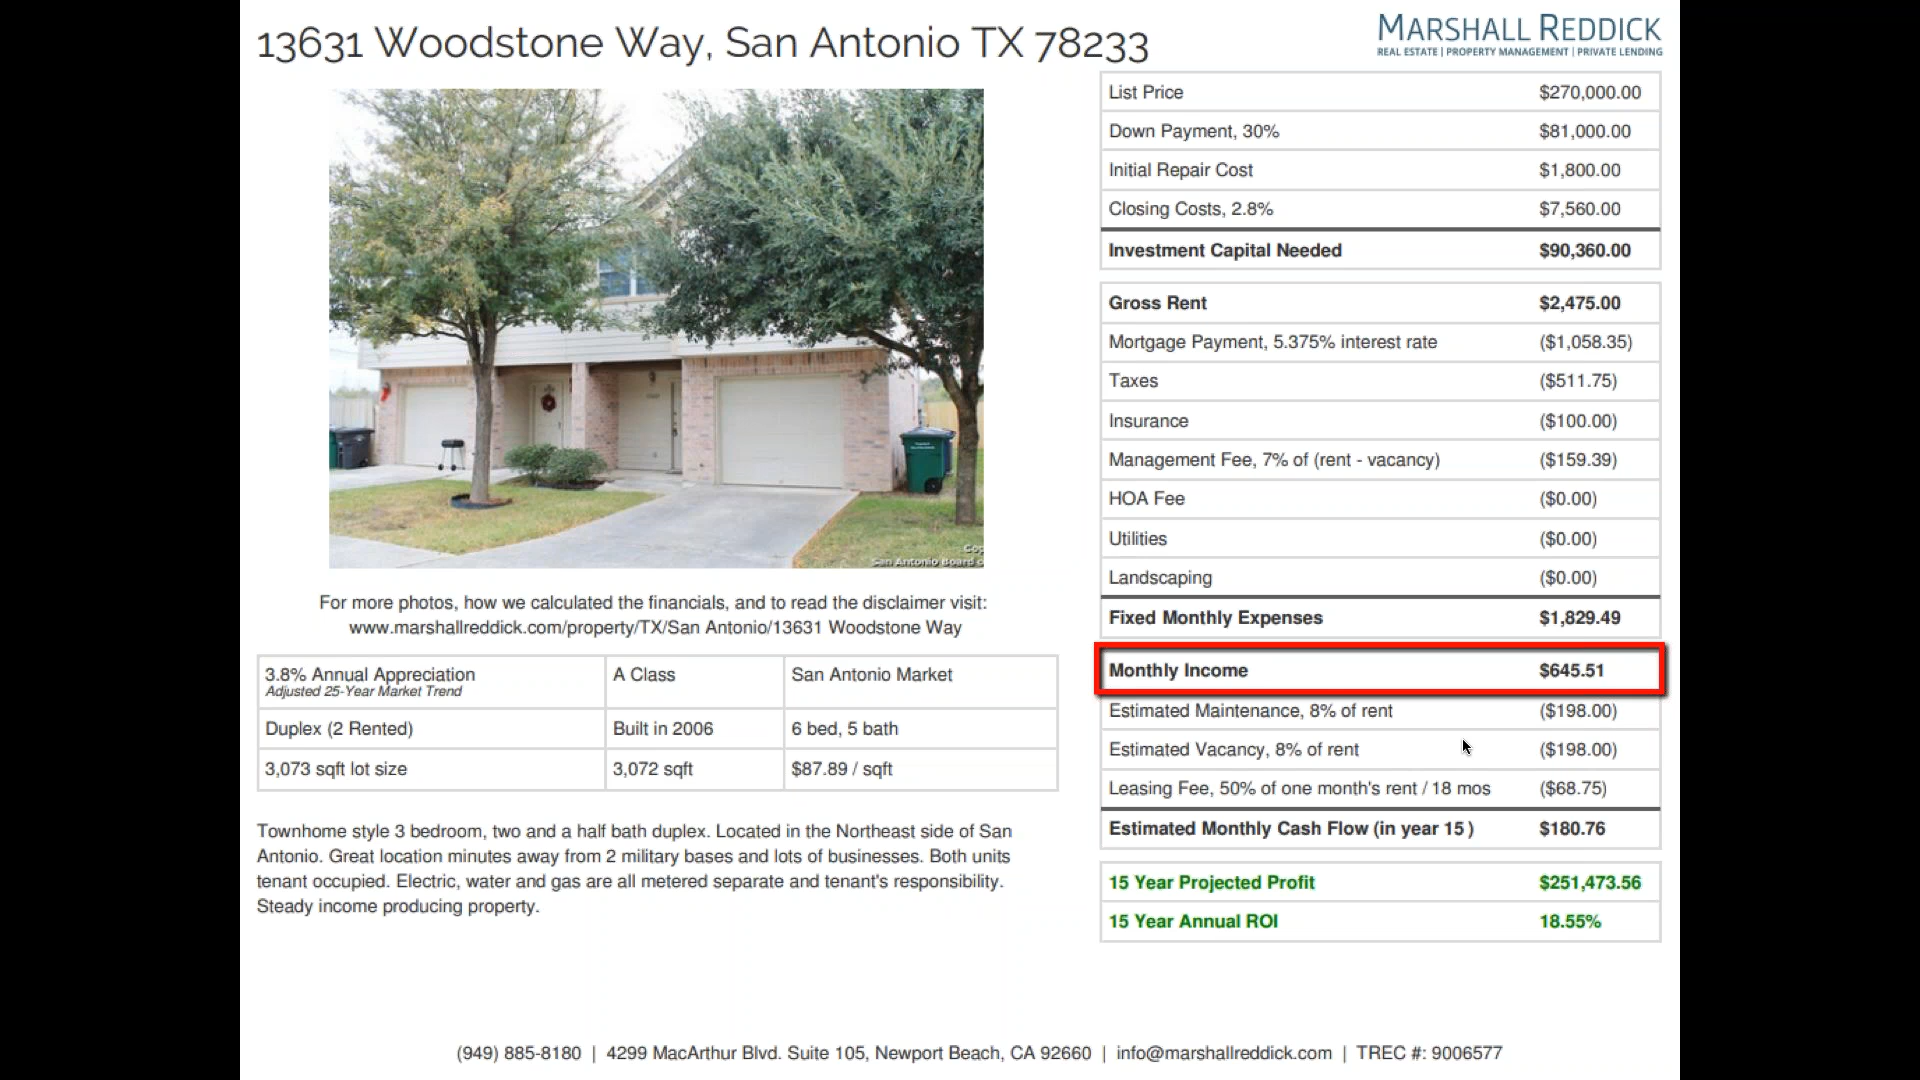 13631 Woodstone Way, San Antonio TX 78233
MARSHALL REDDICK
REAL ESTATE | PROPERTY MANAGEMENT | PRIVATE LENDING
San Antonio Board
For more photos, how we calculated the financials, and to read the disclaimer visit:
www.marshallreddick.com/property/TX/San Antonio/13631 Woodstone Way
3.8% Annual Appreciation A Class San Antonio Market
Adjusted 25-Year Market Trend
Duplex (2 Rented) Built in 2006 6 bed, 5 bath
3,073 sqft lot size 3,072 sqft $87.89 / sqft
Townhome style 3 bedroom, two and a half bath duplex. Located in the Northeast side of San
Antonio. Great location minutes away from 2 military bases and lots of businesses. Both units
tenant occupied. Electric, water and gas are all metered separate and tenant's responsibility.
Steady income producing property.
List Price $270,000.00
Down Payment, 30% $81,000.00
Initial Repair Cost $1,800.00
Closing Costs, 2.8% $7,560.00
Investment Capital Needed $90,360.00
Gross Rent $2,475.00
Mortgage Payment, 5.375% interest rate ($1,058.35)
Taxes ($511.75)
Insurance ($100.00)
Management Fee, 7% of (rent - vacancy) ($159.39)
HOA Fee ($0.00)
Utilities ($0.00)
Landscaping ($0.00)
Fixed Monthly Expenses $1,829.49
Monthly Income $645.51
Estimated Maintenance, 8% of rent ($198.00)
Estimated Vacancy, 8% of rent ($198.00)
Leasing Fee, 50% of one month's rent / 18 mos ($68.75)
Estimated Monthly Cash Flow (in year 15 ) $180.76
15 Year Projected Profit $251,473.56
15 Year Annual ROI 18.55%
(949) 885-8180 | 4299 MacArthur Blvd. Suite 105, Newport Beach, CA 92660 | info@marshallreddick.com | TREC #: 9006577